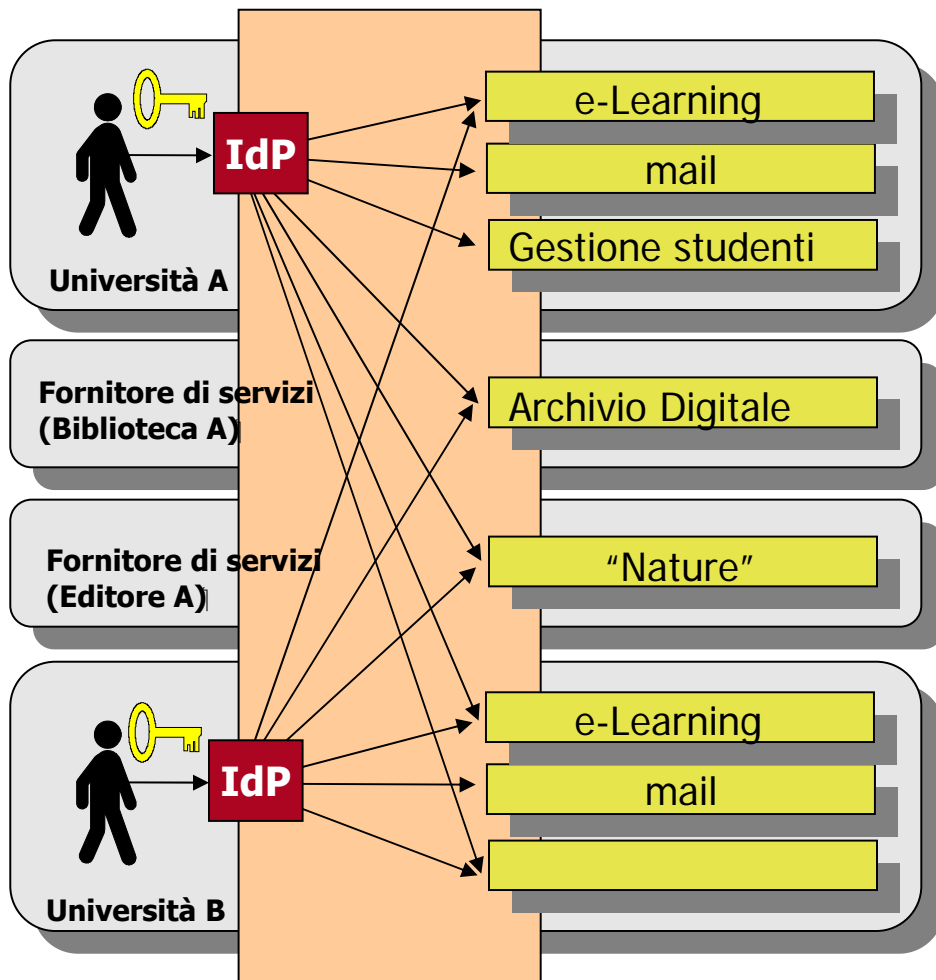 e-Learning
IdP
mail
Gestione studenti
Università A
Fornitore di servizi
(Biblioteca A)
Archivio Digitale
Fornitore di servizi
(Editore A)
“Nature”
e-Learning
IdP
mail
Università B